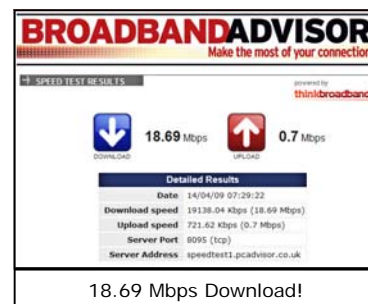 BROADBANDADVISOR
Make the most of your connection
SPEED TEST RESULTS
powered by
thinkbroadband
18.69 Mbps
0.7 Mbps
DOWNLOAD
UPLOAD
Detailed Results
Date 14/04/09 07:29:22
Download speed 19138.04 Kbps (18.69 Mbps)
Upload speed 721.62 Kbps (0.7 Mbps)
Server Port 8095 (tcp)
Server Address speedtest1.pcadvisor.co.uk
18.69 Mbps Download!